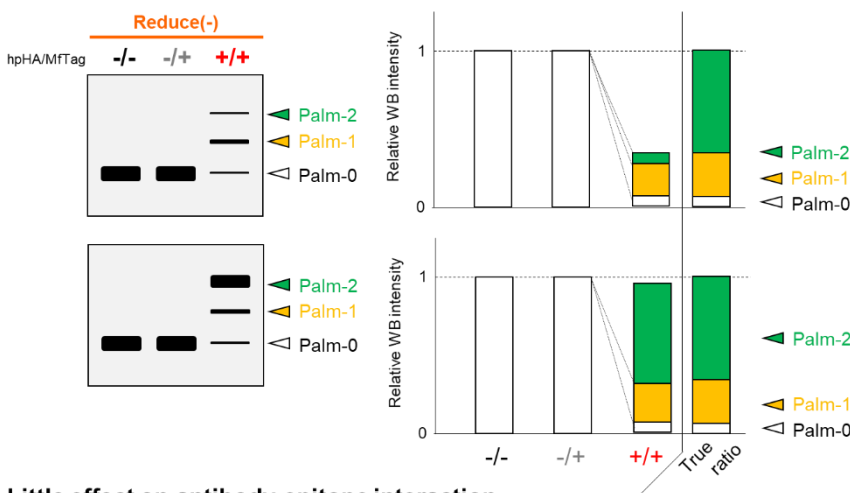 Reduce(-)
hpHA/MfTag -/- -/+ +/+
Palm-2
Palm-1
Palm-0
Relative WB intensity
1
0
Palm-2
Palm-1
Palm-0
Palm-2
Palm-1
Palm-0
Relative WB intensity
1
0
Palm-2
Palm-1
Palm-0
-/- -/+ +/+ True ratio